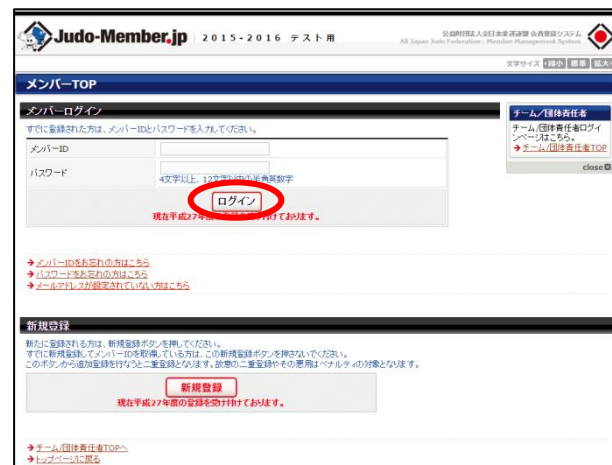 Judo-Member.jp 2015-2016 テスト用
公益財団法人全日本柔道連盟 会員登録システム
All Japan Judo Federation : Member Management System
文字サイズ 縮小 標準 拡大
メンバーTOP
メンバーログイン
すでに登録された方は、メンバーIDとパスワードを入力してください。
メンバーID
パスワード
4文字以上、12文字以内の半角英数字
ログイン
現在平成27年度の 付けております。
メンバーIDをお忘れの方はこちら
パスワードをお忘れの方はこちら
メールアドレスが設定されていない方はこちら
チーム/団体責任者
チーム/団体責任者ログイ
ンページはこちら。
チーム/団体責任者TOP
close
新規登録
新たに登録される方は、新規登録ボタンを押してください。
すでに新規登録してメンバーIDを取得している方は、この新規登録ボタンを押さないでください。
このボタンから追加登録を行なうと二重登録となります。故意の二重登録やその悪用はペナルティの対象となります。
新規登録
現在平成27年度の登録を受け付けております。
チーム/団体責任者TOPへ
トップページに戻る